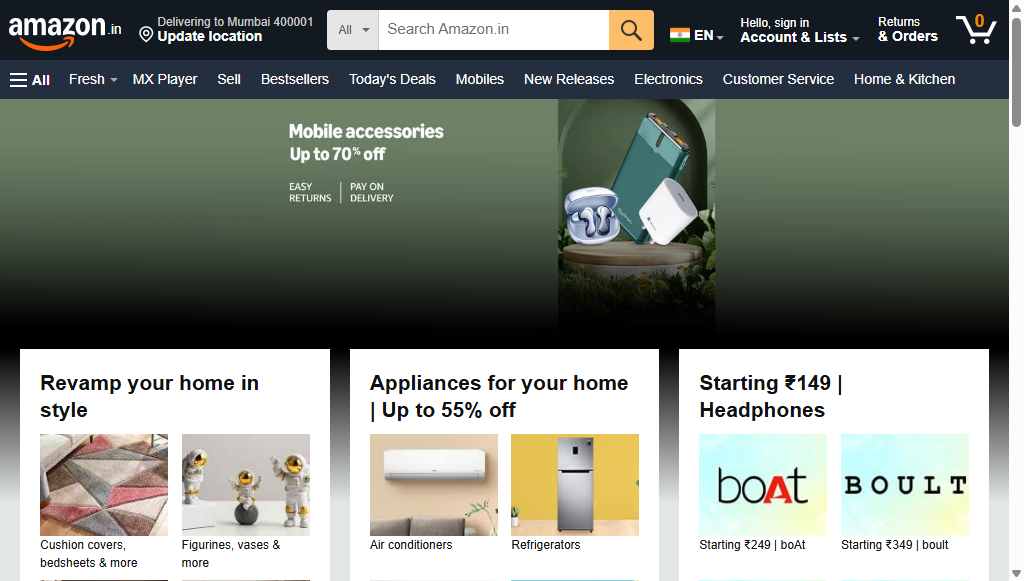 amazon.in
Delivering to Mumbai 400001
Update location
All
Search Amazon.in
EN
Hello, sign in
Account & Lists
Returns
& Orders
0
All
Fresh
MX Player
Sell
Bestsellers
Today's Deals
Mobiles
New Releases
Electronics
Customer Service
Home & Kitchen
Mobile accessories
Up to 70% off
EASY
RETURNS
PAY ON
DELIVERY
Revamp your home in
style
Cushion covers,
bedsheets & more
Figurines, vases &
more
Appliances for your home
| Up to 55% off
Air conditioners
Refrigerators
Starting ₹149 |
Headphones
boAt
BOULT
Starting ₹249 | boAt
Starting ₹349 | boult